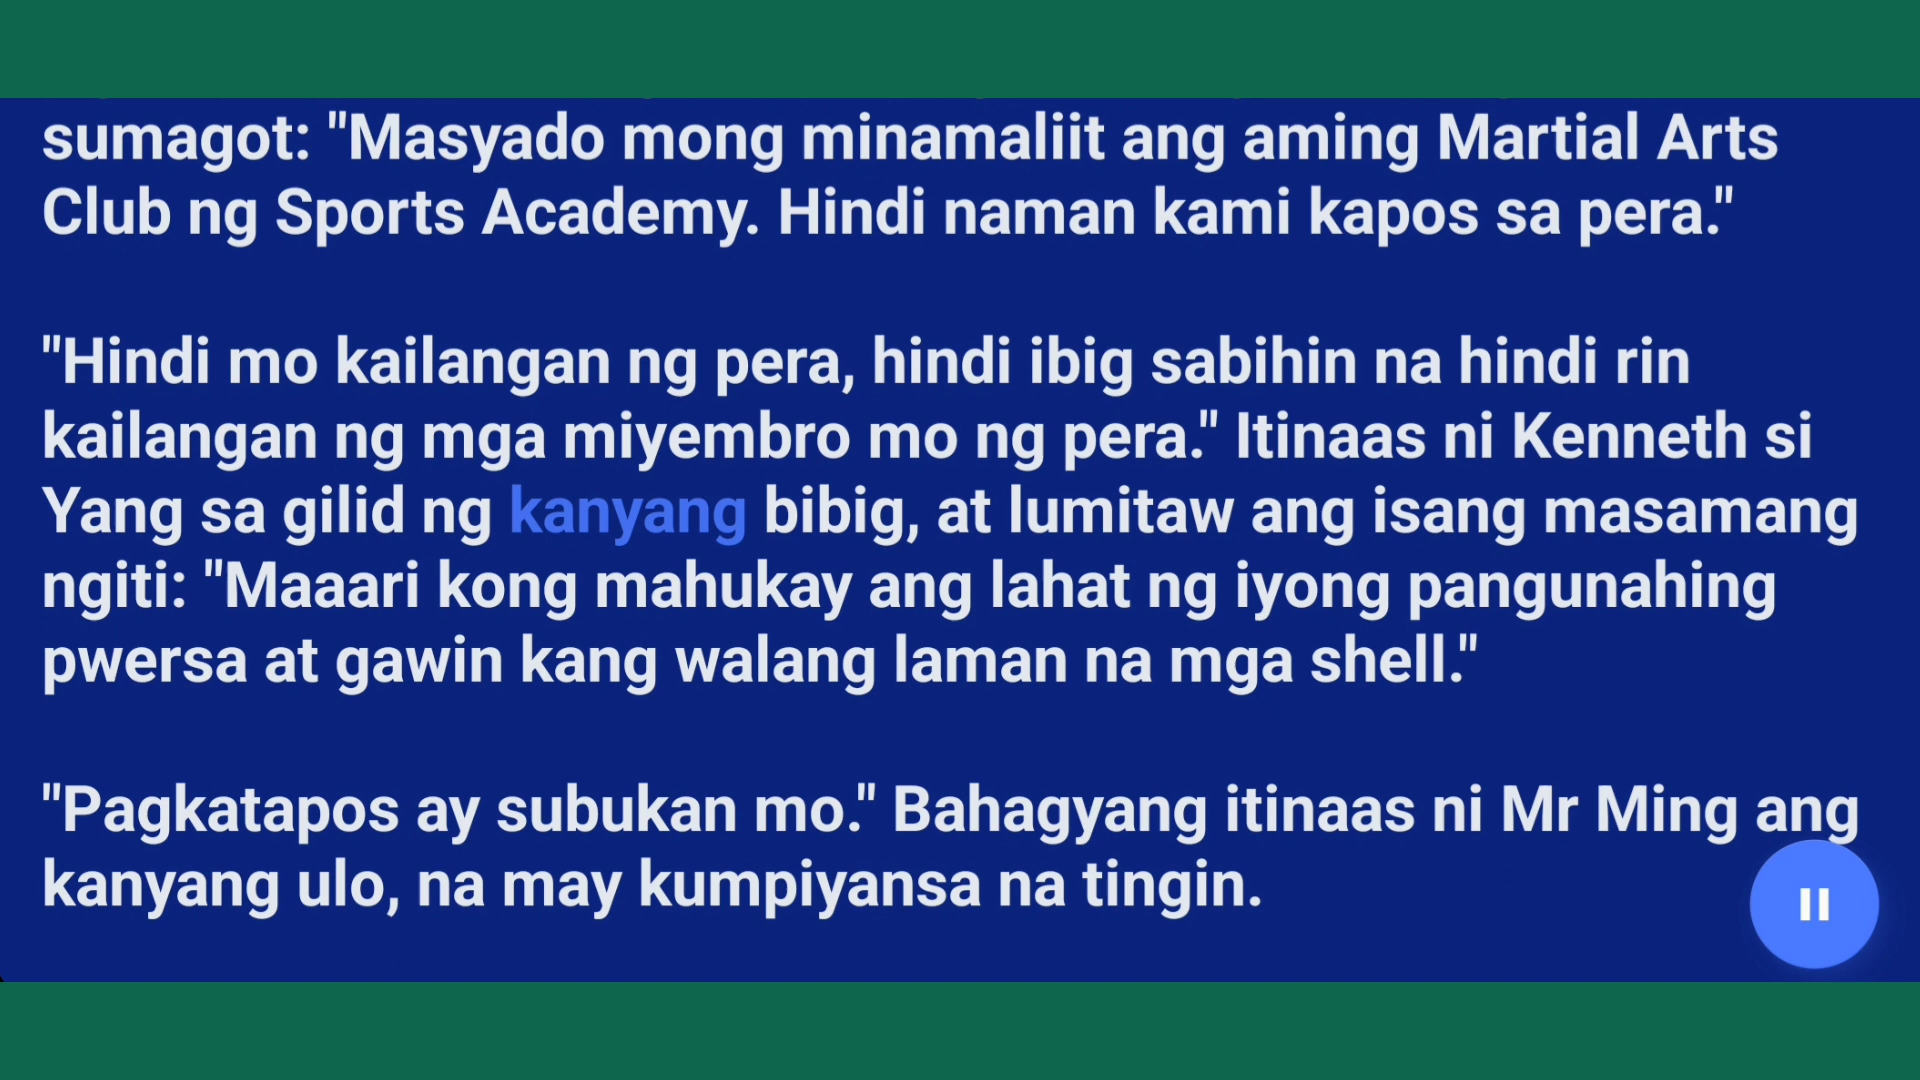 sumagot: "Masyado mong minamaliit ang aming Martial Arts
Club ng Sports Academy. Hindi naman kami kapos sa pera."
"Hindi mo kailangan ng pera, hindi ibig sabihin na hindi rin
kailangan ng mga miyembro mo ng pera." Itinaas ni Kenneth si
Yang sa gilid ng kanyang bibig, at lumitaw ang isang masamang
ngiti: "Maaari kong mahukay ang lahat ng iyong pangunahing
pwersa at gawin kang walang laman na mga shell."
"Pagkatapos ay subukan mo." Bahagyang itinaas ni Mr Ming ang
kanyang ulo, na may kumpiyansa na tingin.